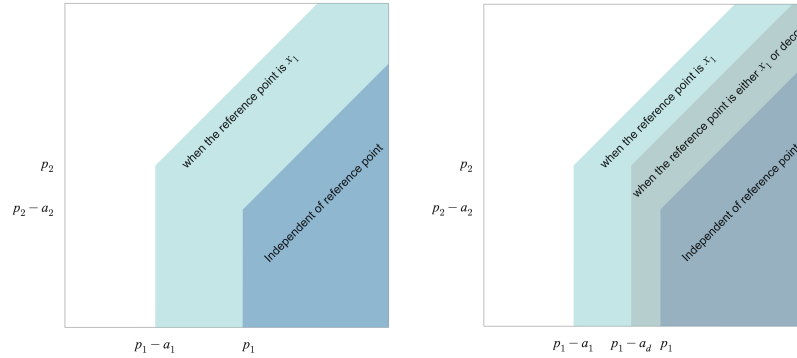 when the reference point is x₁
Independent of reference point
p₂
p₂ − a₂
p₁ − a₁
p₁
when the reference point is x₁
when the reference point is either x₁ or
Independent of reference point
p₂
p₂ − a₂
p₁ − a₁
p₁ − a_d
p₁